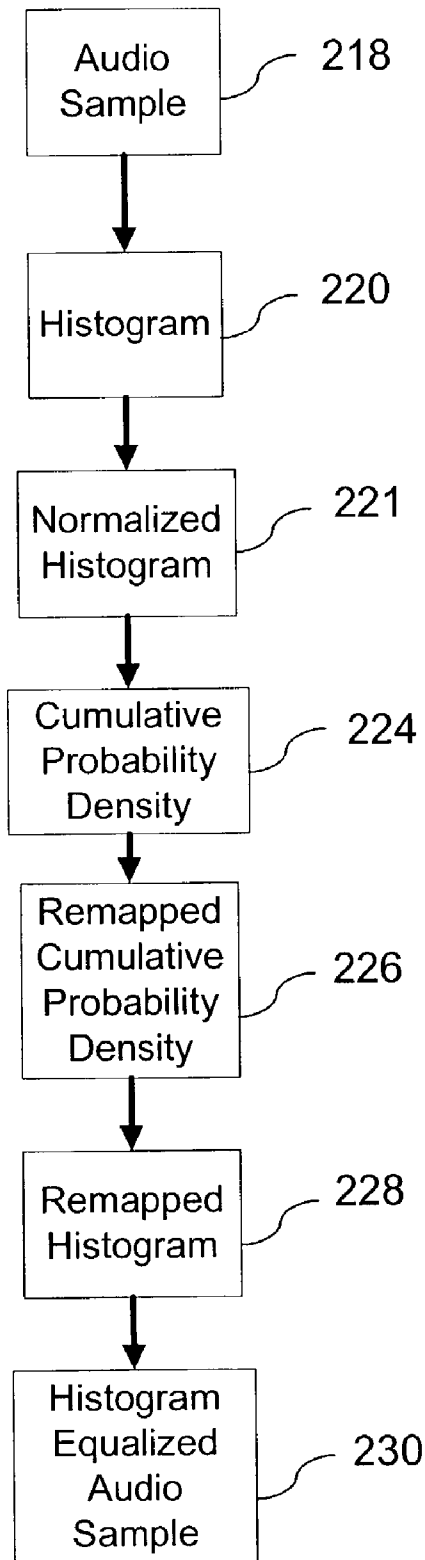 Audio
Sample
218
Histogram
220
Normalized
Histogram
221
Cumulative
Probability
Density
224
Remapped
Cumulative
Probability
Density
226
Remapped
Histogram
228
Histogram
Equalized
Audio
Sample
230